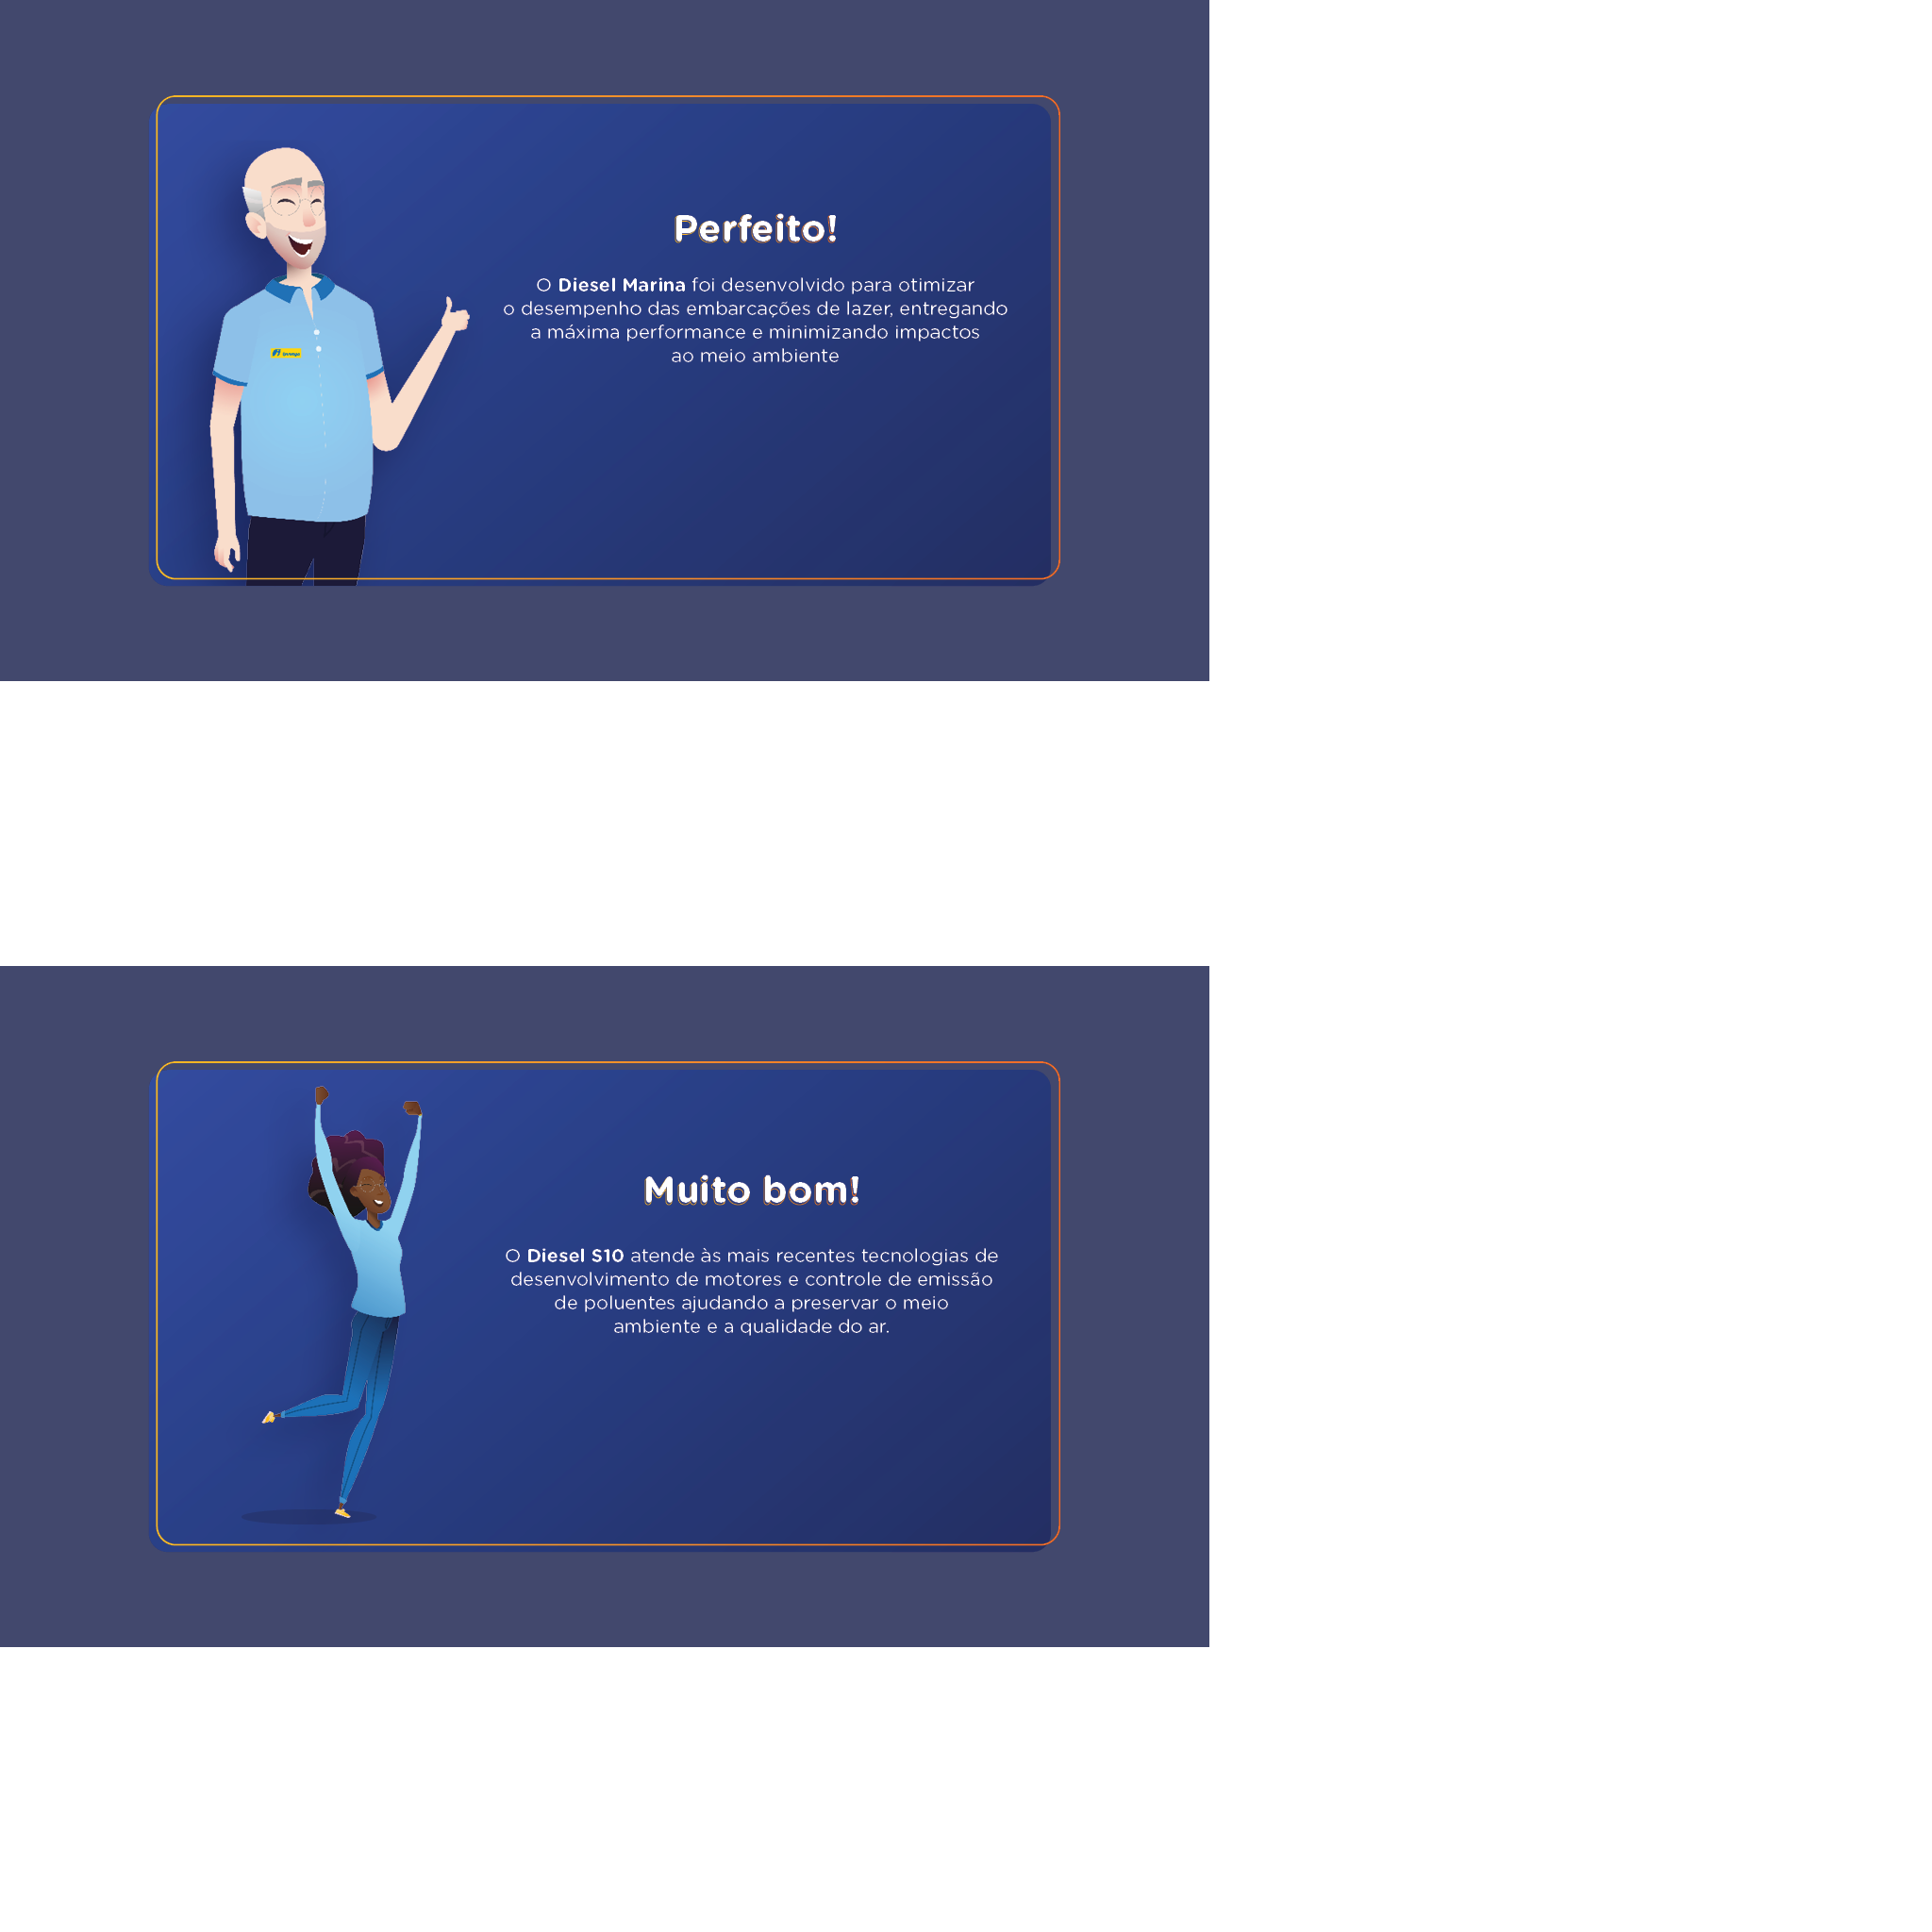 Perfeito!
O Diesel Marina foi desenvolvido para otimizar
o desempenho das embarcações de lazer, entregando
a máxima performance e minimizando impactos
ao meio ambiente
Ipiranga
Muito bom!
O Diesel S10 atende às mais recentes tecnologias de
desenvolvimento de motores e controle de emissão
de poluentes ajudando a preservar o meio
ambiente e a qualidade do ar.